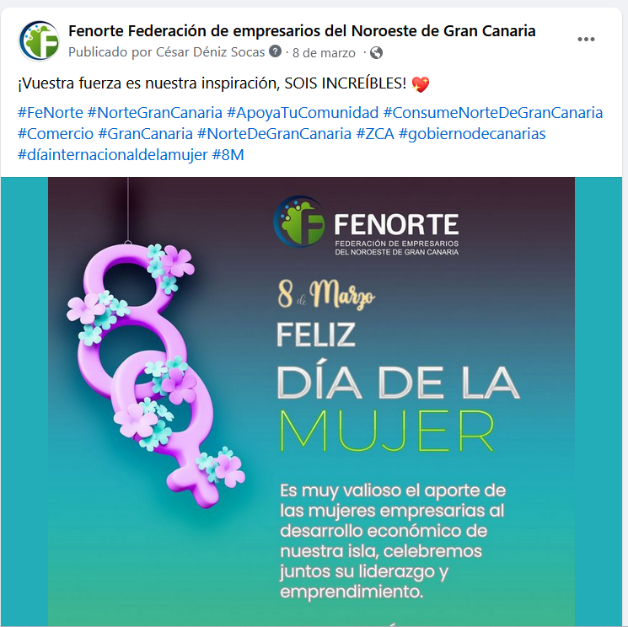 Fenorte Federación de empresarios del Noroeste de Gran Canaria
Publicado por César Déniz Socas · 8 de marzo ·
¡Vuestra fuerza es nuestra inspiración, SOIS INCREÍBLES!
#FeNorte #NorteGranCanaria #ApoyaTuComunidad #ConsumeNorteDeGranCanaria
#Comercio #GranCanaria #NorteDeGranCanaria #ZCA #gobiernodecanarias
#díainternacionaldelamujer #8M
FENORTE
FEDERACIÓN DE EMPRESARIOS
DEL NOROESTE DE GRAN CANARIA
8 de Marzo
FELIZ
DÍA DE LA
MUJER
Es muy valioso el aporte de
las mujeres empresarias al
desarrollo económico de
nuestra isla, celebremos
juntos su liderazgo y
emprendimiento.